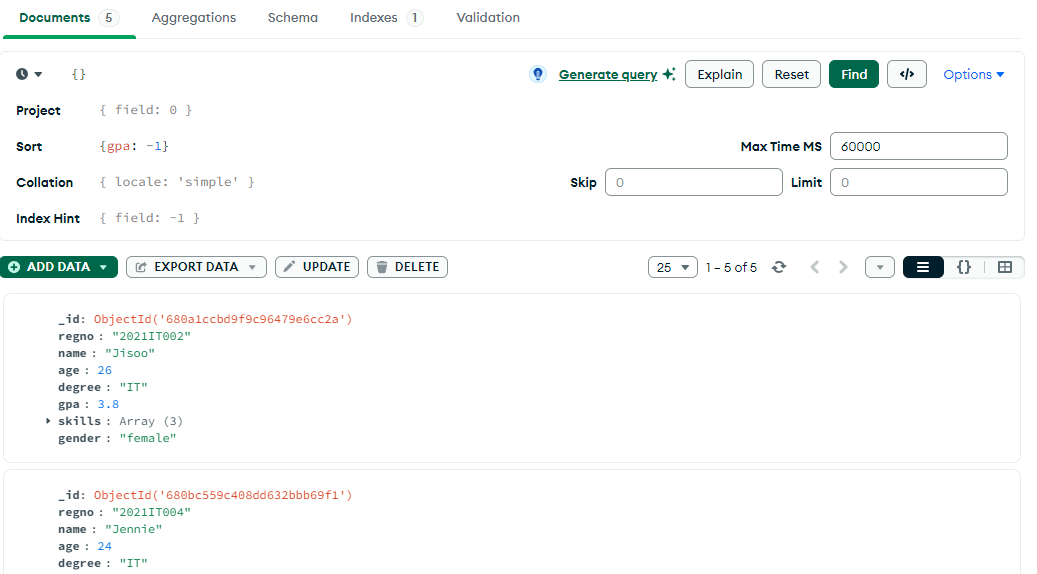 Documents 5 Aggregations Schema Indexes 1 Validation
{} Generate query Explain Reset Find </> Options
Project { field: 0 }
Sort {gpa: -1} Max Time MS 60000
Collation { locale: 'simple' } Skip 0 Limit 0
Index Hint { field: -1 }
ADD DATA EXPORT DATA UPDATE DELETE 25 1 – 5 of 5 {}
_id: ObjectId('680a1ccbd9f9c96479e6cc2a')
regno : "2021IT002"
name : "Jisoo"
age : 26
degree : "IT"
gpa : 3.8
skills : Array (3)
gender : "female"
_id: ObjectId('680bc559c408dd632bbb69f1')
regno : "2021IT004"
name : "Jennie"
age : 24
degree : "IT"